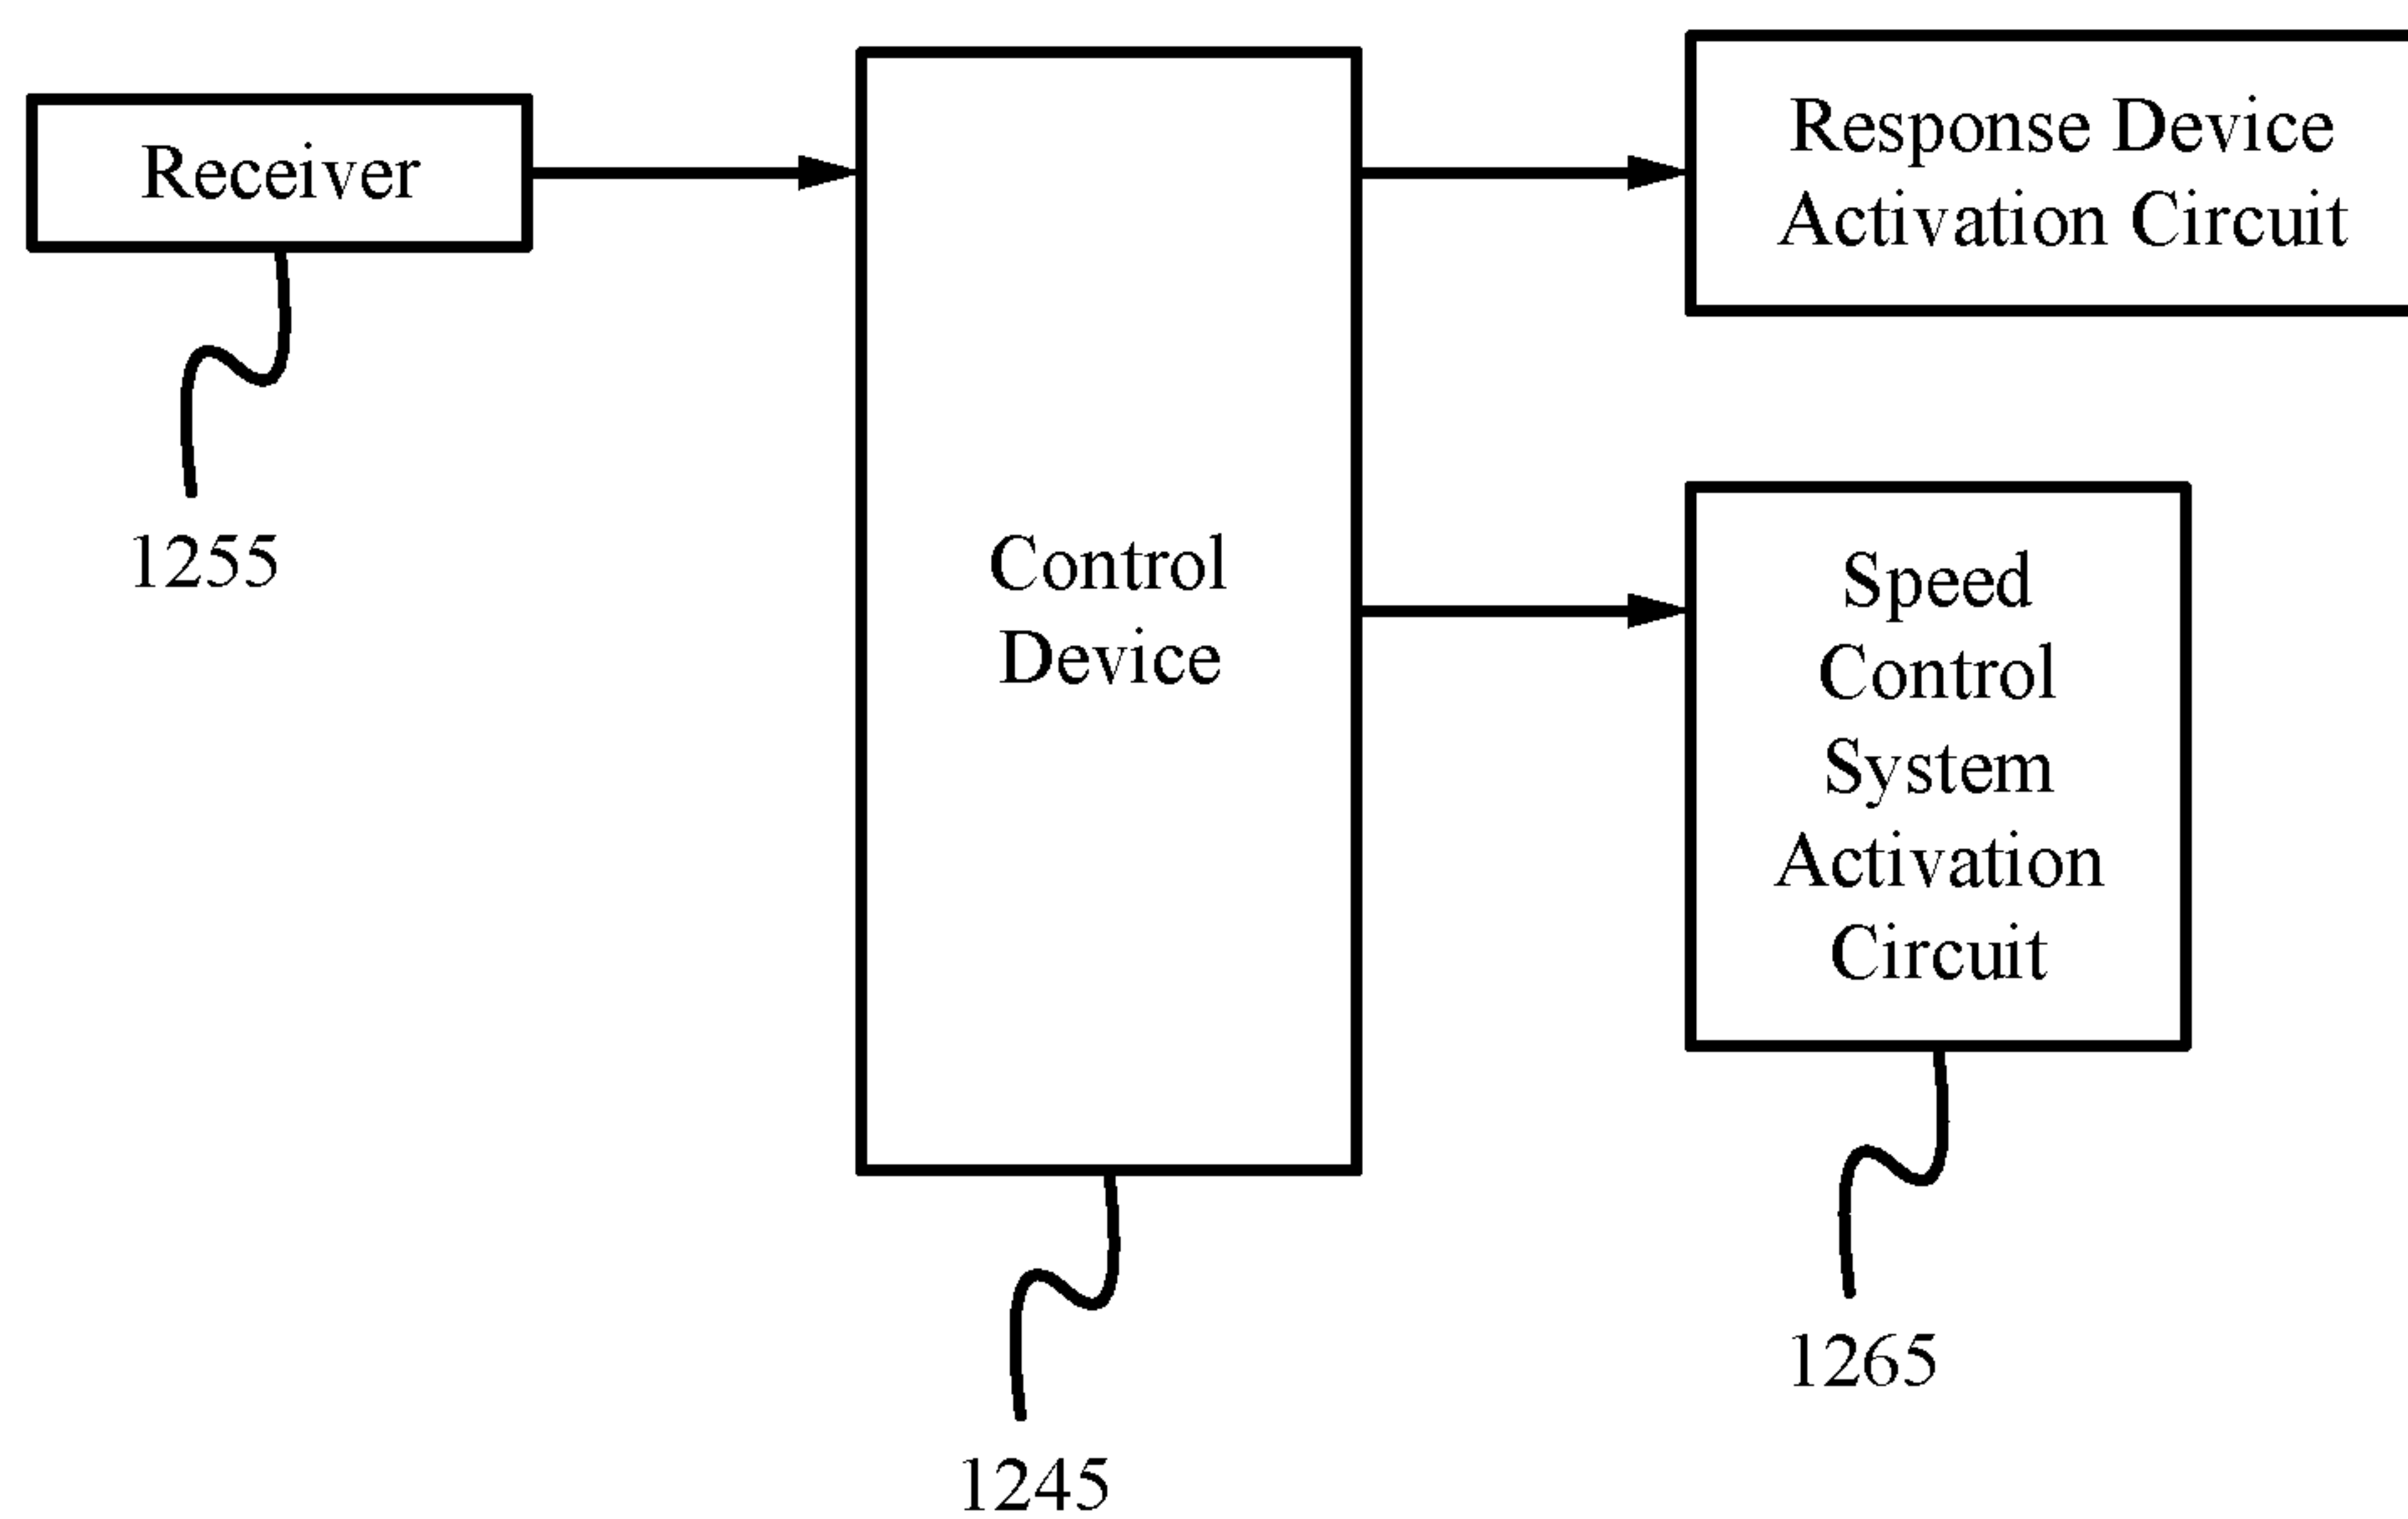 Receiver
1255
Control
Device
1245
Response Device
Activation Circuit
Speed
Control
System
Activation
Circuit
1265